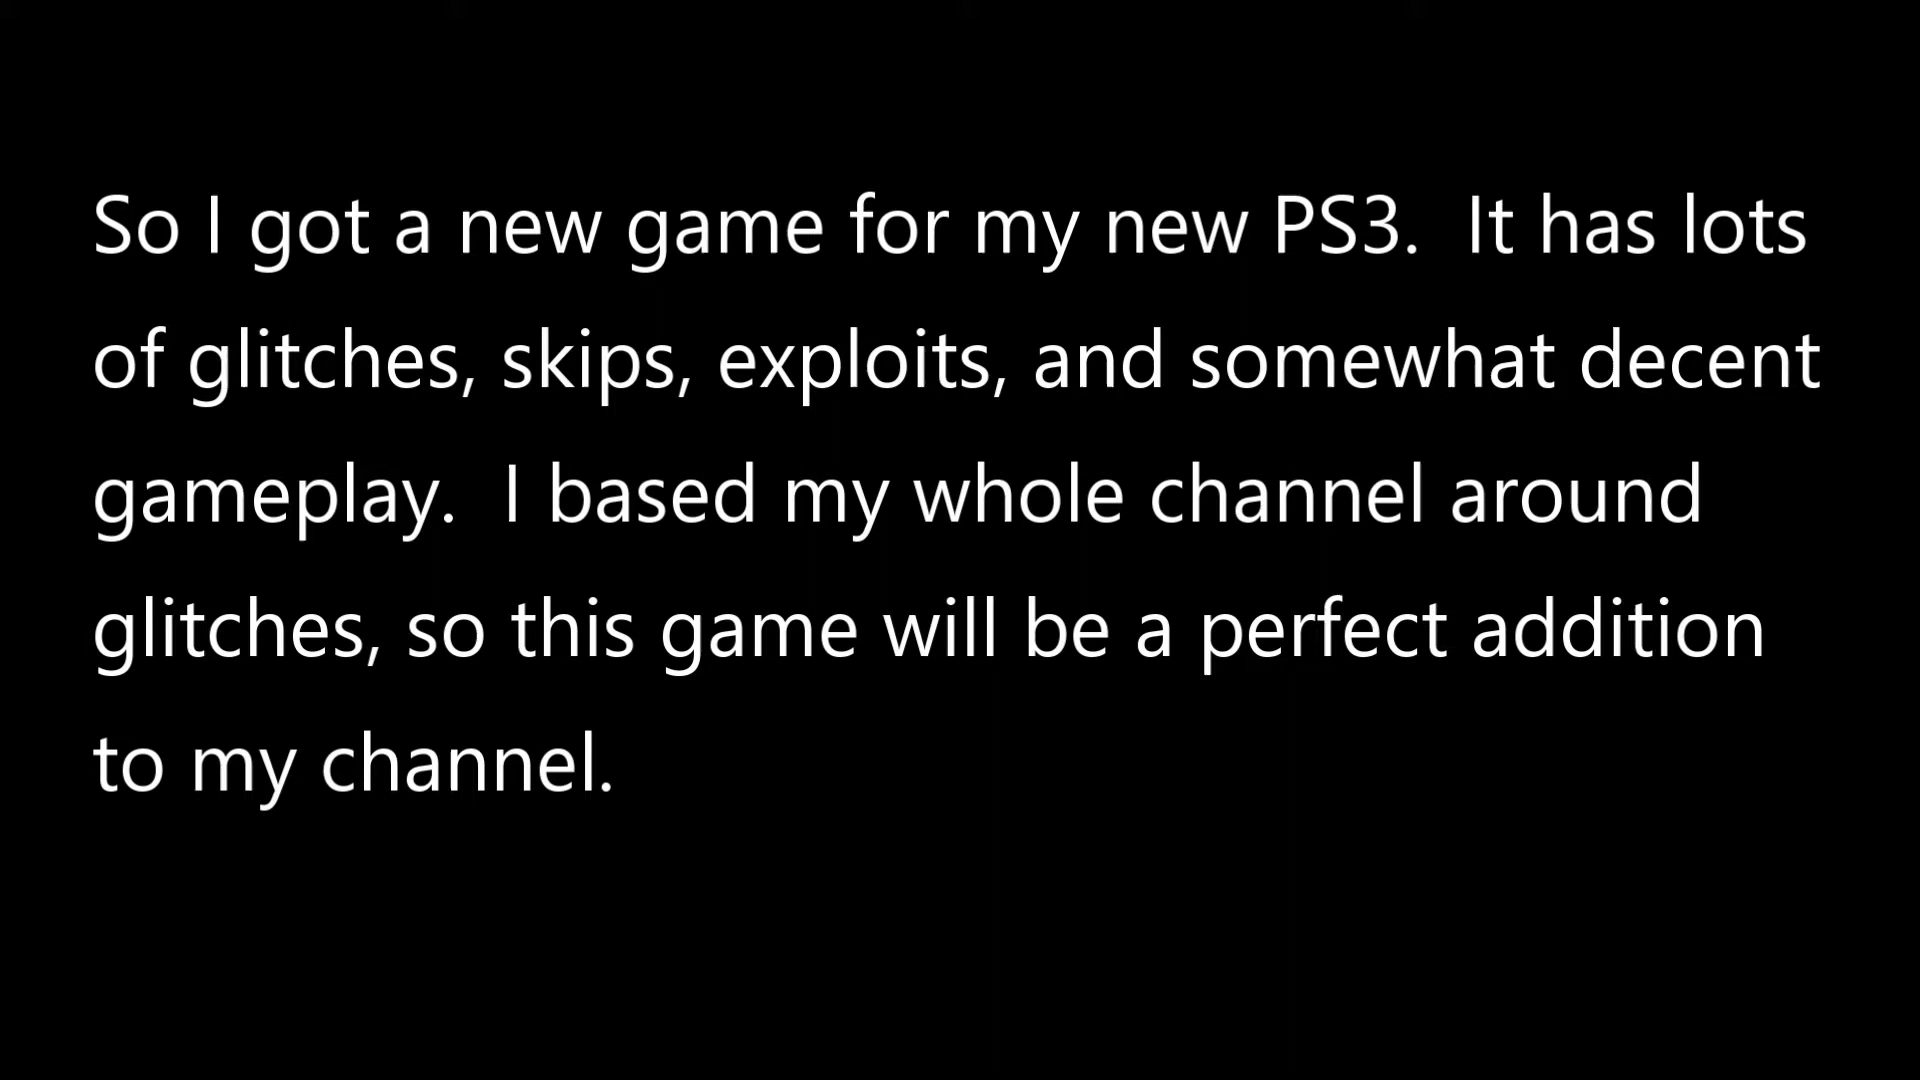 So I got a new game for my new PS3.  It has lots
of glitches, skips, exploits, and somewhat decent
gameplay.  I based my whole channel around
glitches, so this game will be a perfect addition
to my channel.